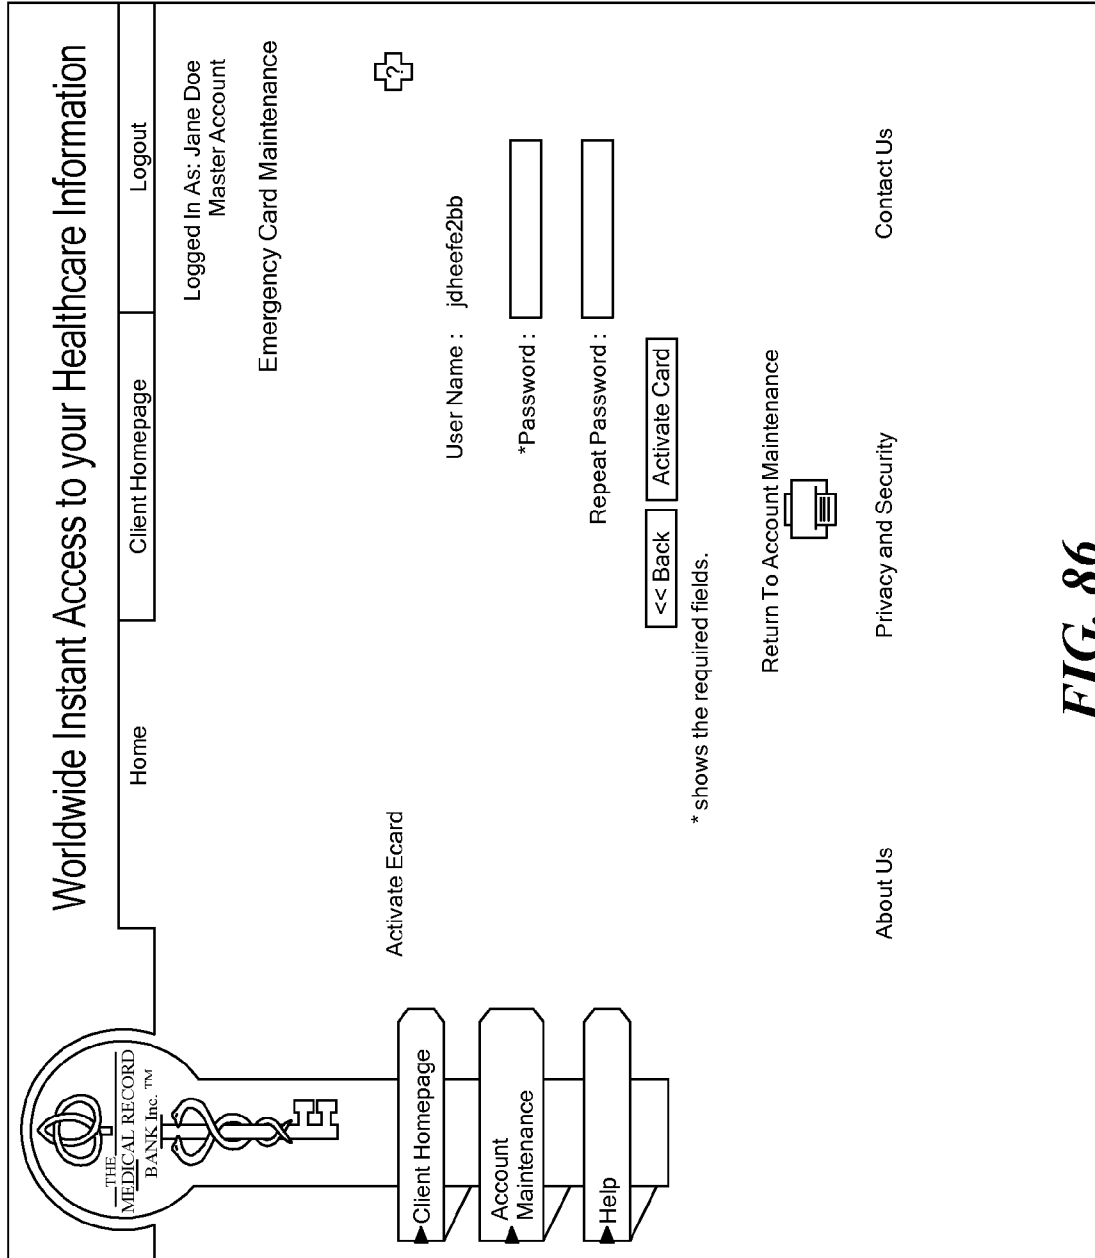 THE
MEDICAL RECORD
BANK Inc. ™
Worldwide Instant Access to your Healthcare Information
Home
Client Homepage
Logout
Logged In As: Jane Doe
Master Account
Emergency Card Maintenance
Client Homepage
Account
Maintenance
Help
Activate Ecard
?
User Name : jdheefe2bb
*Password :
Repeat Password :
<< Back
Activate Card
* shows the required fields.
Return To Account Maintenance
About Us
Privacy and Security
Contact Us
FIG. 86